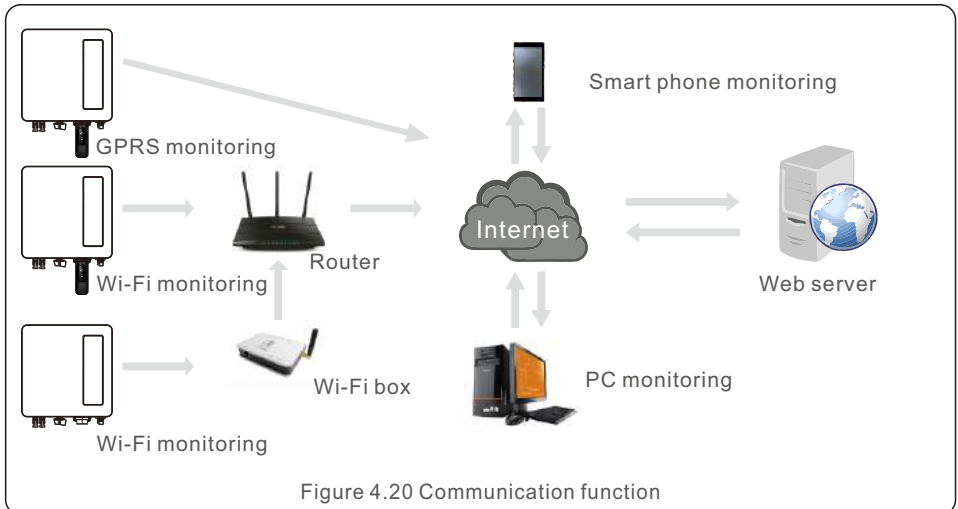 Smart phone monitoring
GPRS monitoring
Internet
Router
Wi-Fi monitoring
Web server
Wi-Fi box
PC monitoring
Wi-Fi monitoring
Figure 4.20 Communication function